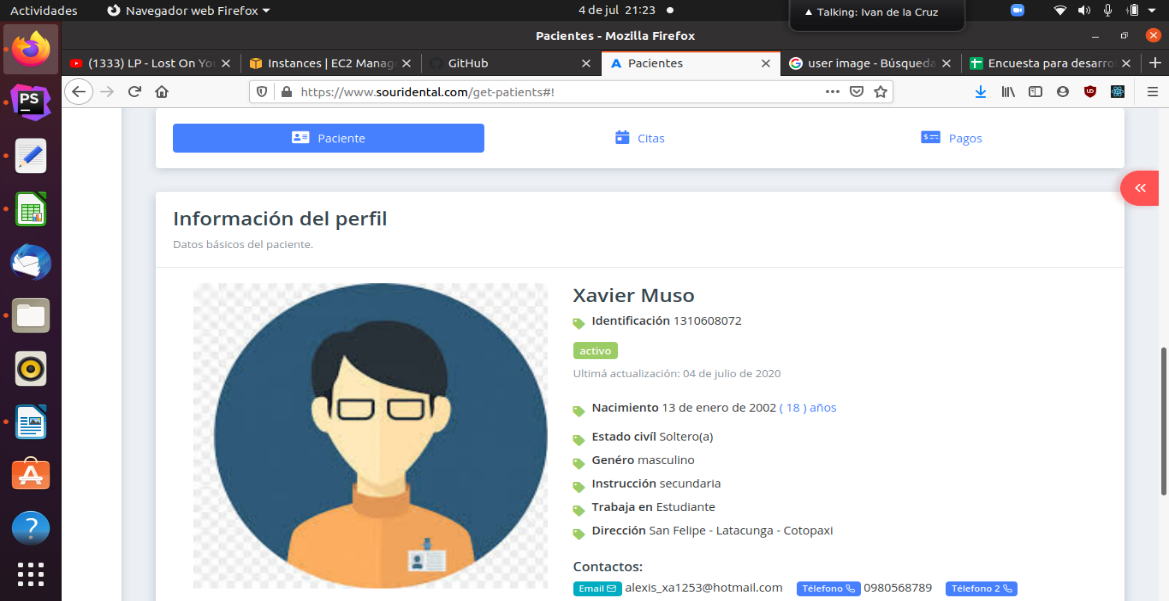 Actividades Navegador web Firefox 4 de jul 21:23 Talking: Ivan de la Cruz
Pacientes - Mozilla Firefox
(1333) LP - Lost On Yo Instances | EC2 Manag GitHub Pacientes user image - Búsqueda Encuesta para desarro
https://www.souridental.com/get-patients#!
Paciente Citas Pagos
Información del perfil
Datos básicos del paciente.
Xavier Muso
Identificación 1310608072
activo
Ultimá actualización: 04 de julio de 2020
Nacimiento 13 de enero de 2002 ( 18 ) años
Estado civíl Soltero(a)
Genéro masculino
Instrucción secundaria
Trabaja en Estudiante
Dirección San Felipe - Latacunga - Cotopaxi
Contactos:
Email alexis_xa1253@hotmail.com Télefono 0980568789 Télefono 2
PS